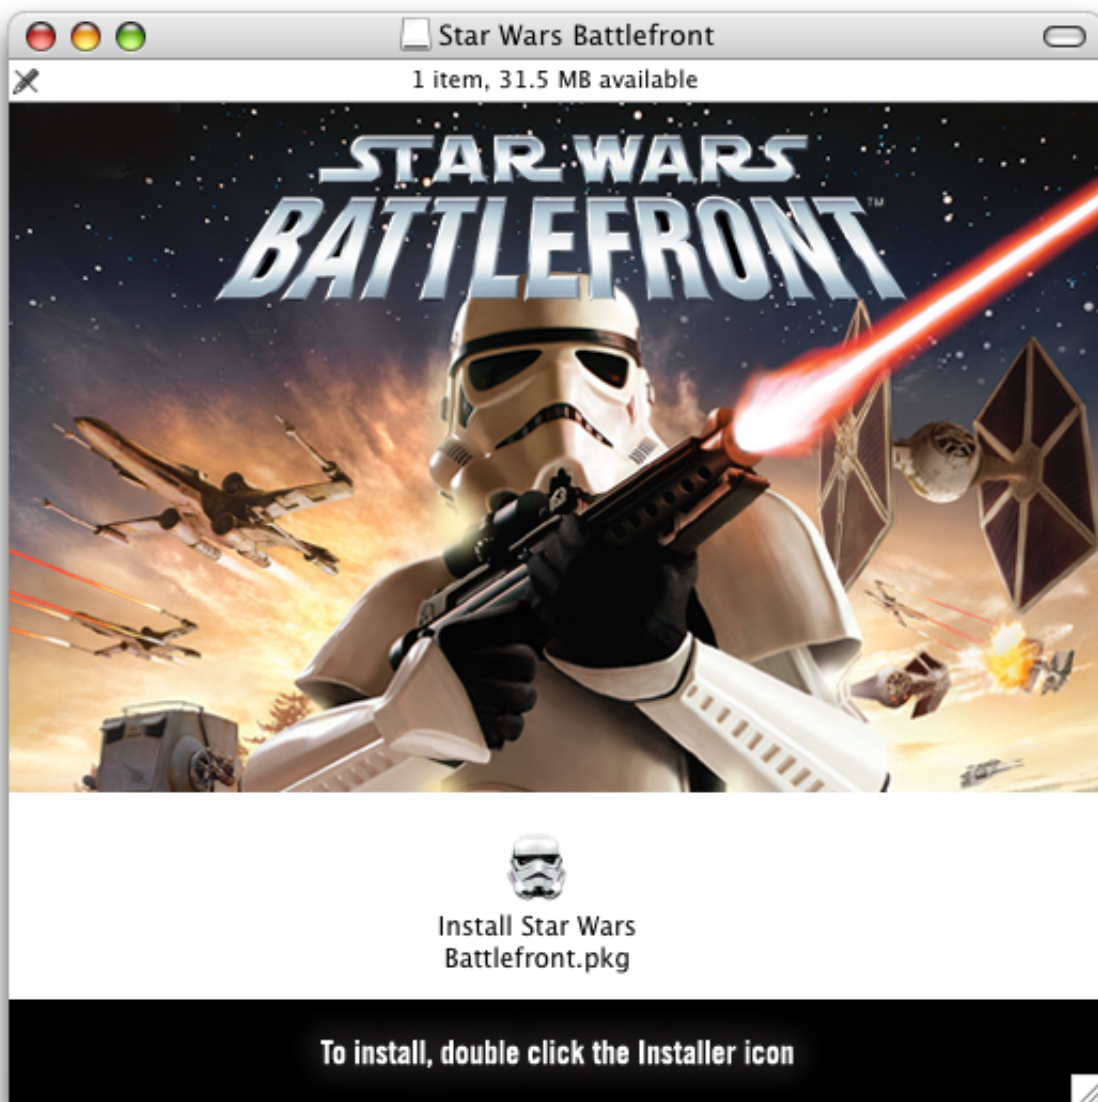 Star Wars Battlefront
1 item, 31.5 MB available
STAR WARS
BATTLEFRONT™
Install Star Wars
Battlefront.pkg
To install, double click the Installer icon